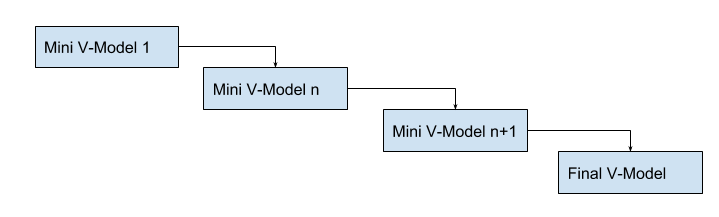 Mini V-Model 1
Mini V-Model n
Mini V-Model n+1
Final V-Model